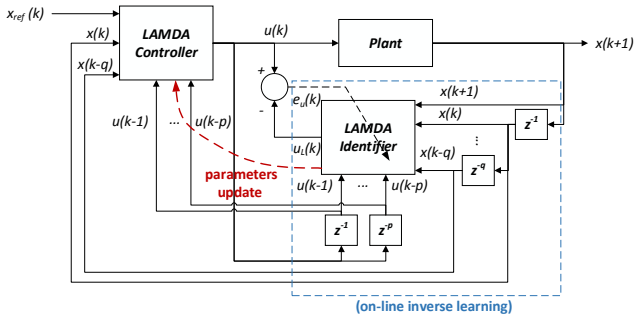 x_ref (k)
x(k)
x(k-q)
LAMDA
Controller
u(k)
Plant
x(k+1)
+
-
e_u(k)
x(k+1)
x(k)
z⁻¹
LAMDA
Identifier
u(k-1)
...
u(k-p)
u_L(k)
x(k-q)
...
z^-q
parameters
update
u(k-1)
...
u(k-p)
z⁻¹
z^-p
(on-line inverse learning)